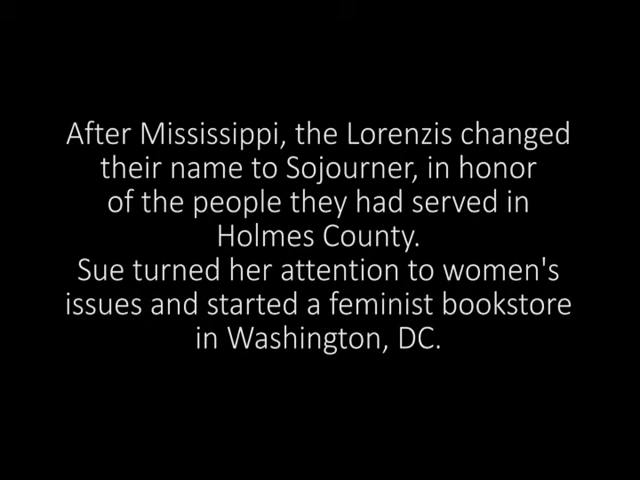 After Mississippi, the Lorenzis changed
their name to Sojourner, in honor
of the people they had served in
Holmes County.
Sue turned her attention to women's
issues and started a feminist bookstore
in Washington, DC.